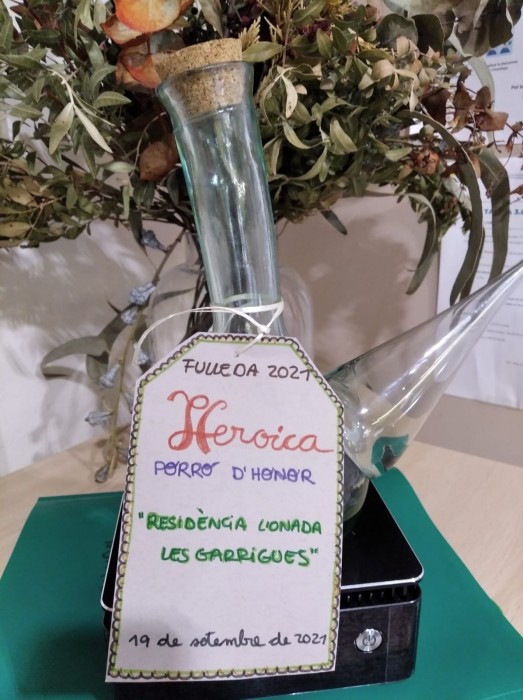 FULLEDA 2021
Heroica
PORRÓ D'HONOR
"RESIDÈNCIA L'ONADA
LES GARRIGUES"
19 de setembre de 2021